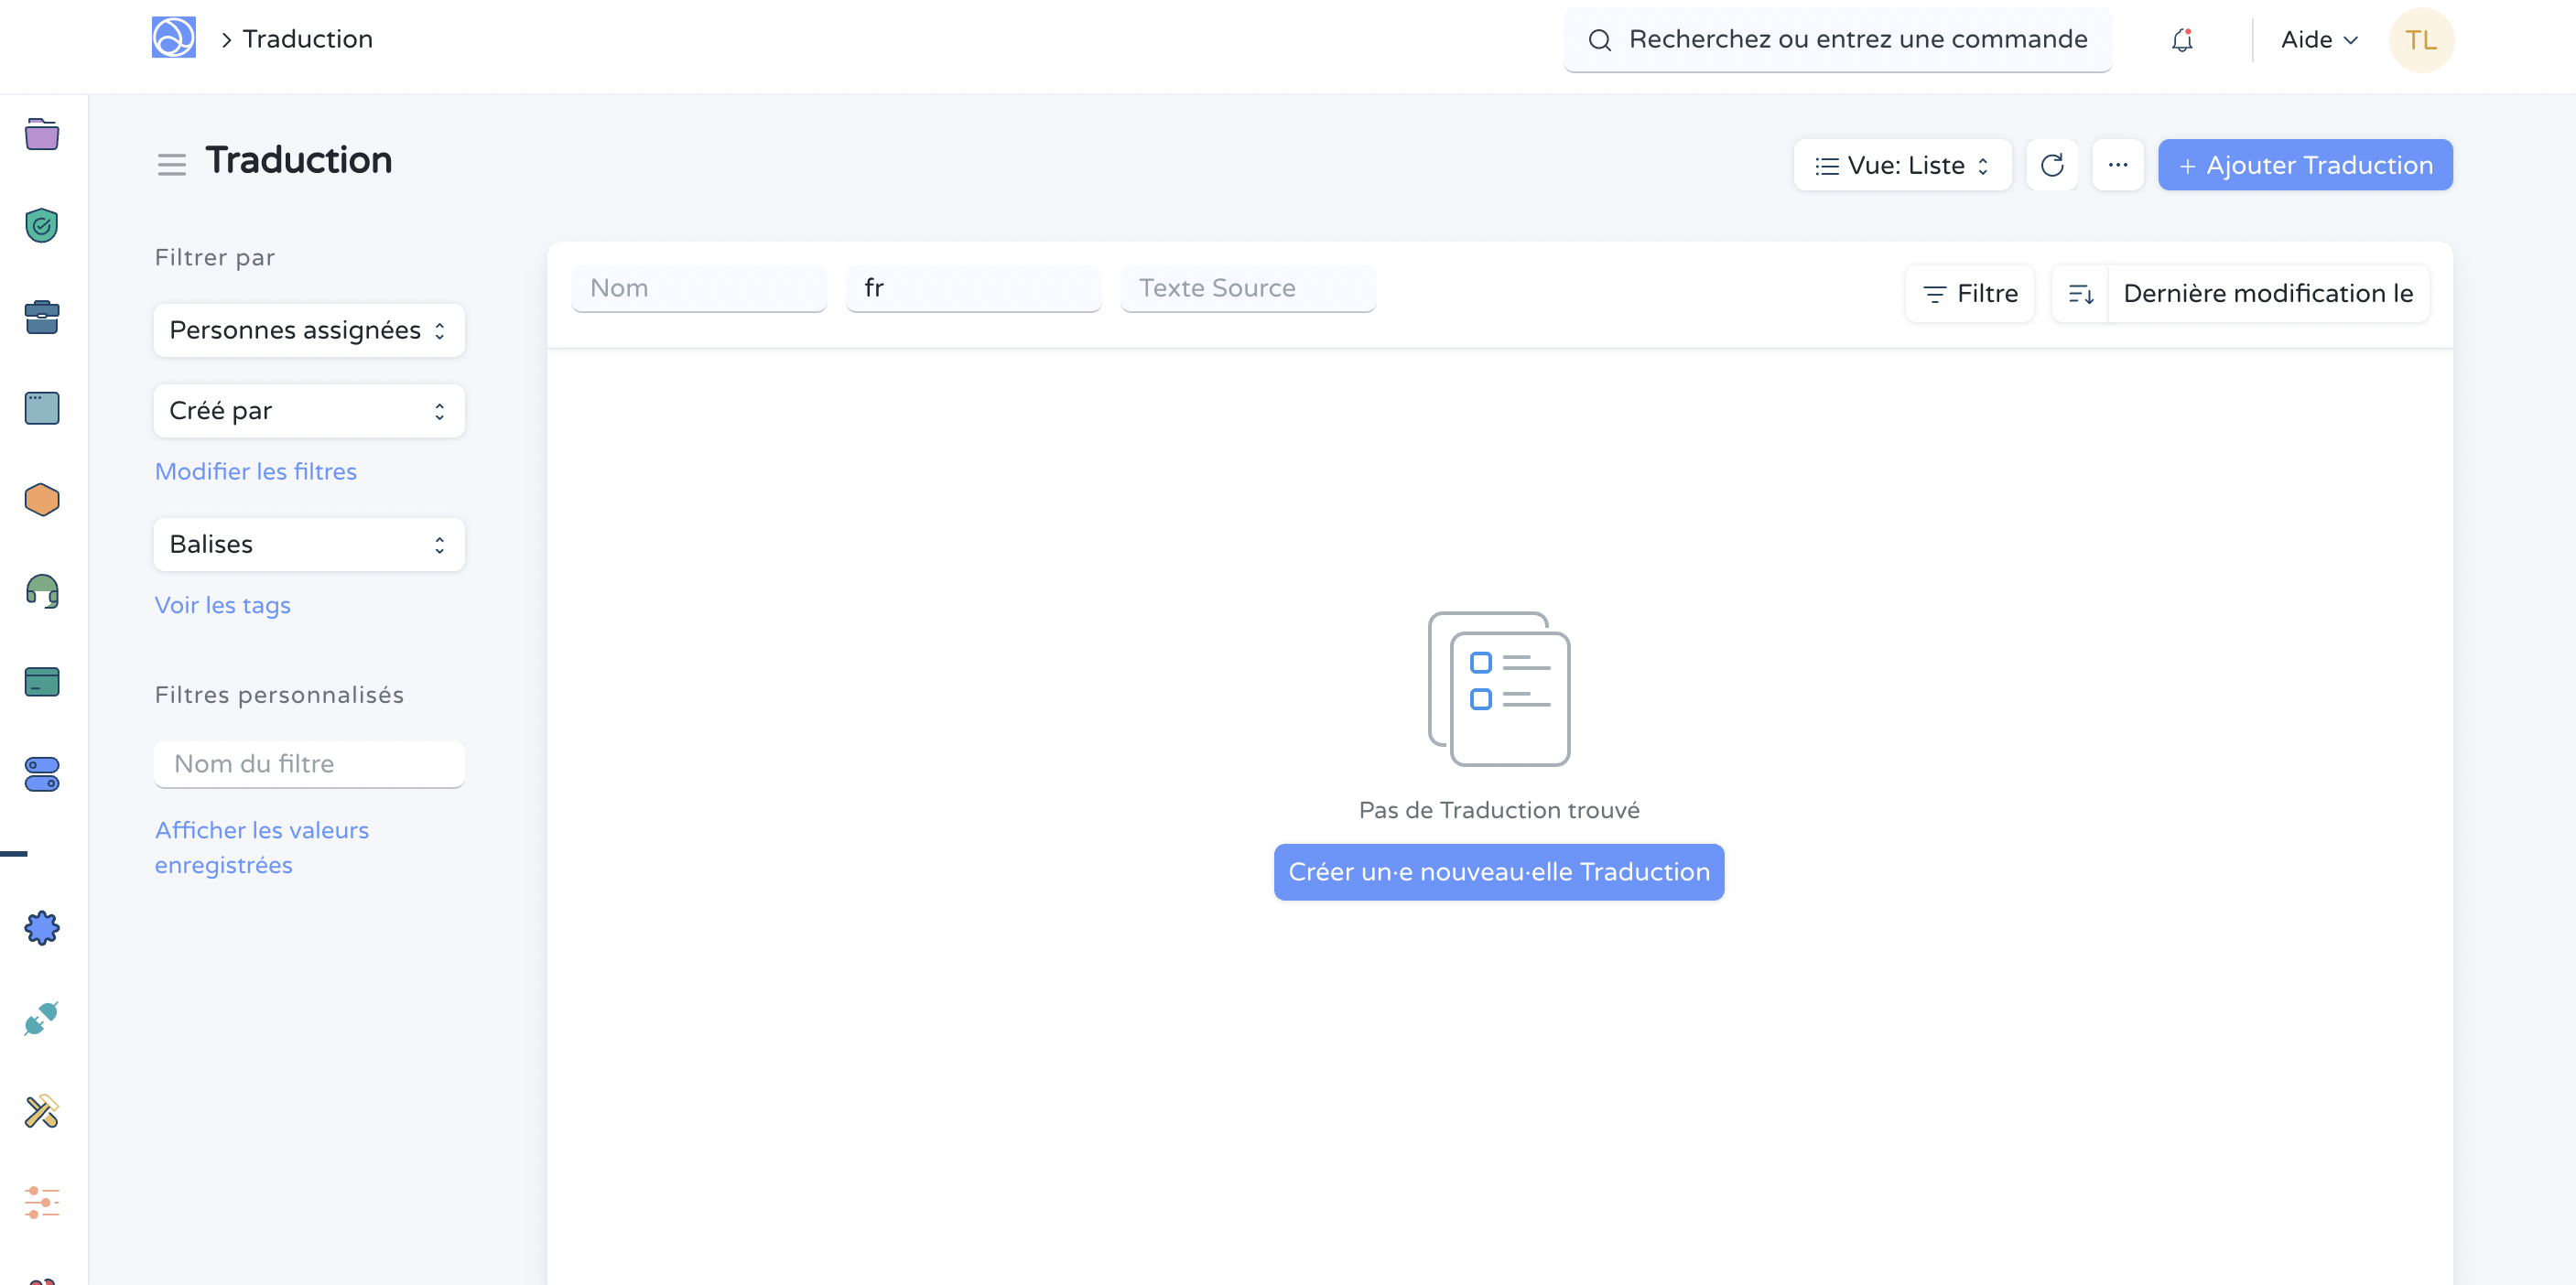 Traduction
Recherchez ou entrez une commande
Aide
TL
Traduction
Vue: Liste
Ajouter Traduction
Filtrer par
Personnes assignées
Créé par
Modifier les filtres
Balises
Voir les tags
Filtres personnalisés
Nom du filtre
Afficher les valeurs
enregistrées
Nom
fr
Texte Source
Filtre
Dernière modification le
Pas de Traduction trouvé
Créer un·e nouveau·elle Traduction